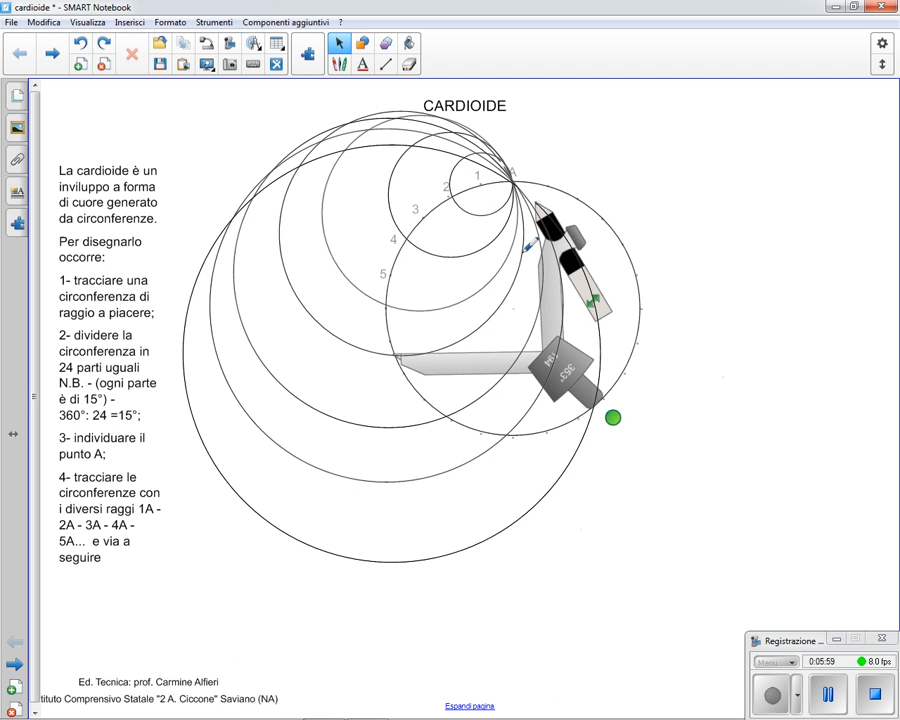 cardioide * - SMART Notebook
File Modifica Visualizza Inserisci Formato Strumenti Componenti aggiuntivi ?
CARDIOIDE
La cardioide è un
inviluppo a forma
di cuore generato
da circonferenze.
Per disegnarlo
occorre:
1- tracciare una
circonferenza di
raggio a piacere;
2- dividere la
circonferenza in
24 parti uguali
N.B. - (ogni parte
è di 15°) -
360°: 24 =15°;
3- individuare il
punto A;
4- tracciare le
circonferenze con
i diversi raggi 1A -
2A - 3A - 4A -
5A... e via a
seguire
A
1
2
3
4
5
194
353°
Ed. Tecnica: prof. Carmine Alfieri
tituto Comprensivo Statale "2 A. Ciccone" Saviano (NA)
Espandi pagina
Registrazione ...
Menu
0:05:59
8.0 fps